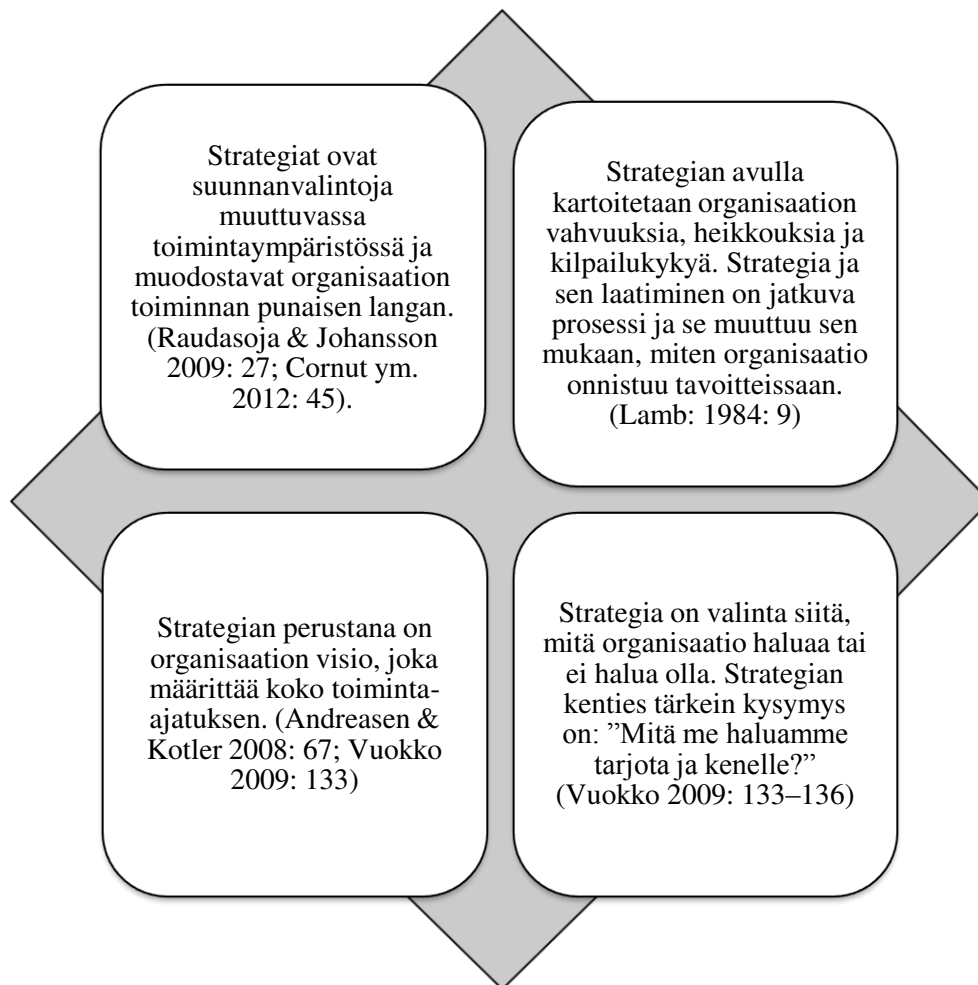 Strategiat ovat
suunnanvalintoja
muuttuvassa
toimintaympäristössä ja
muodostavat organisaation
toiminnan punaisen langan.
(Raudasoja & Johansson
2009: 27; Cornut ym.
2012: 45).
Strategian avulla
kartoitetaan organisaation
vahvuuksia, heikkouksia ja
kilpailukykyä. Strategia ja
sen laatiminen on jatkuva
prosessi ja se muuttuu sen
mukaan, miten organisaatio
onnistuu tavoitteissaan.
(Lamb: 1984: 9)
Strategian perustana on
organisaation visio, joka
määrittää koko toiminta-
ajatuksen. (Andreasen &
Kotler 2008: 67; Vuokko
2009: 133)
Strategia on valinta siitä,
mitä organisaatio haluaa tai
ei halua olla. Strategian
kenties tärkein kysymys
on: ”Mitä me haluamme
tarjota ja kenelle?”
(Vuokko 2009: 133–136)